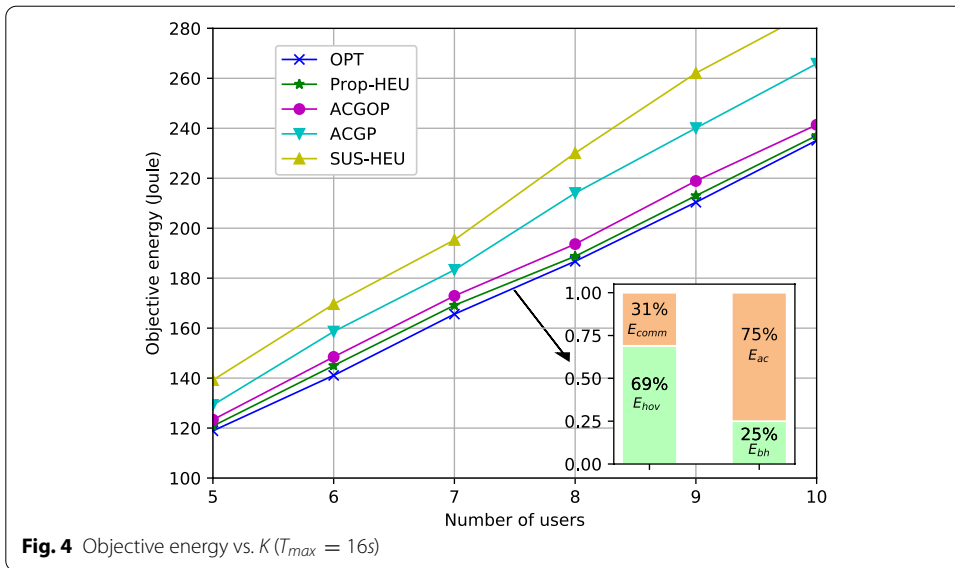 280
260
240
220
200
180
160
140
120
100
Objective energy (Joule)
OPT
Prop-HEU
ACGOP
ACGP
SUS-HEU
1.00
0.75
0.50
0.25
0.00
31%
E_comm
69%
E_hov
75%
E_ac
25%
E_bh
5 6 7 8 9 10
Number of users
Fig. 4 Objective energy vs. K (T_max = 16s)